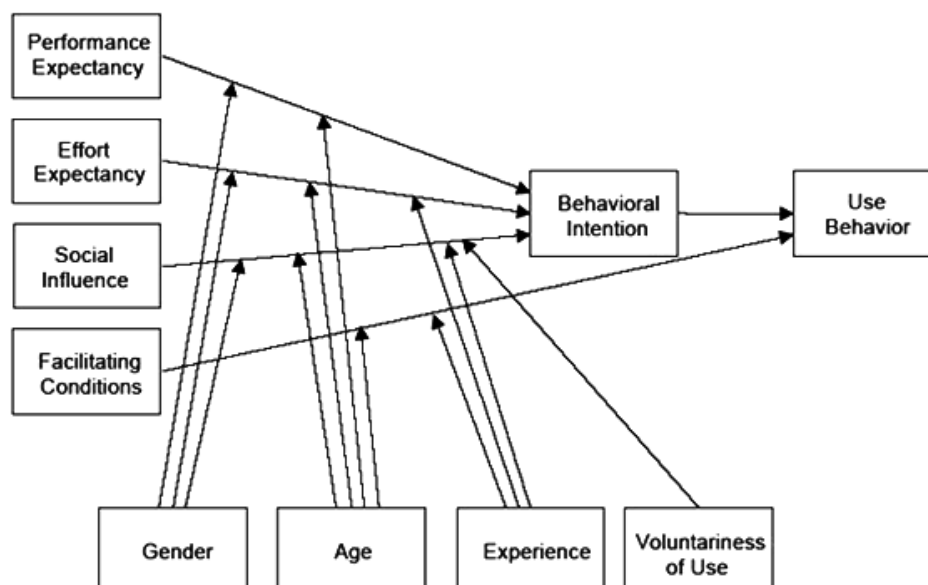 Performance
Expectancy
Effort
Expectancy
Social
Influence
Facilitating
Conditions
Behavioral
Intention
Use
Behavior
Gender
Age
Experience
Voluntariness
of Use